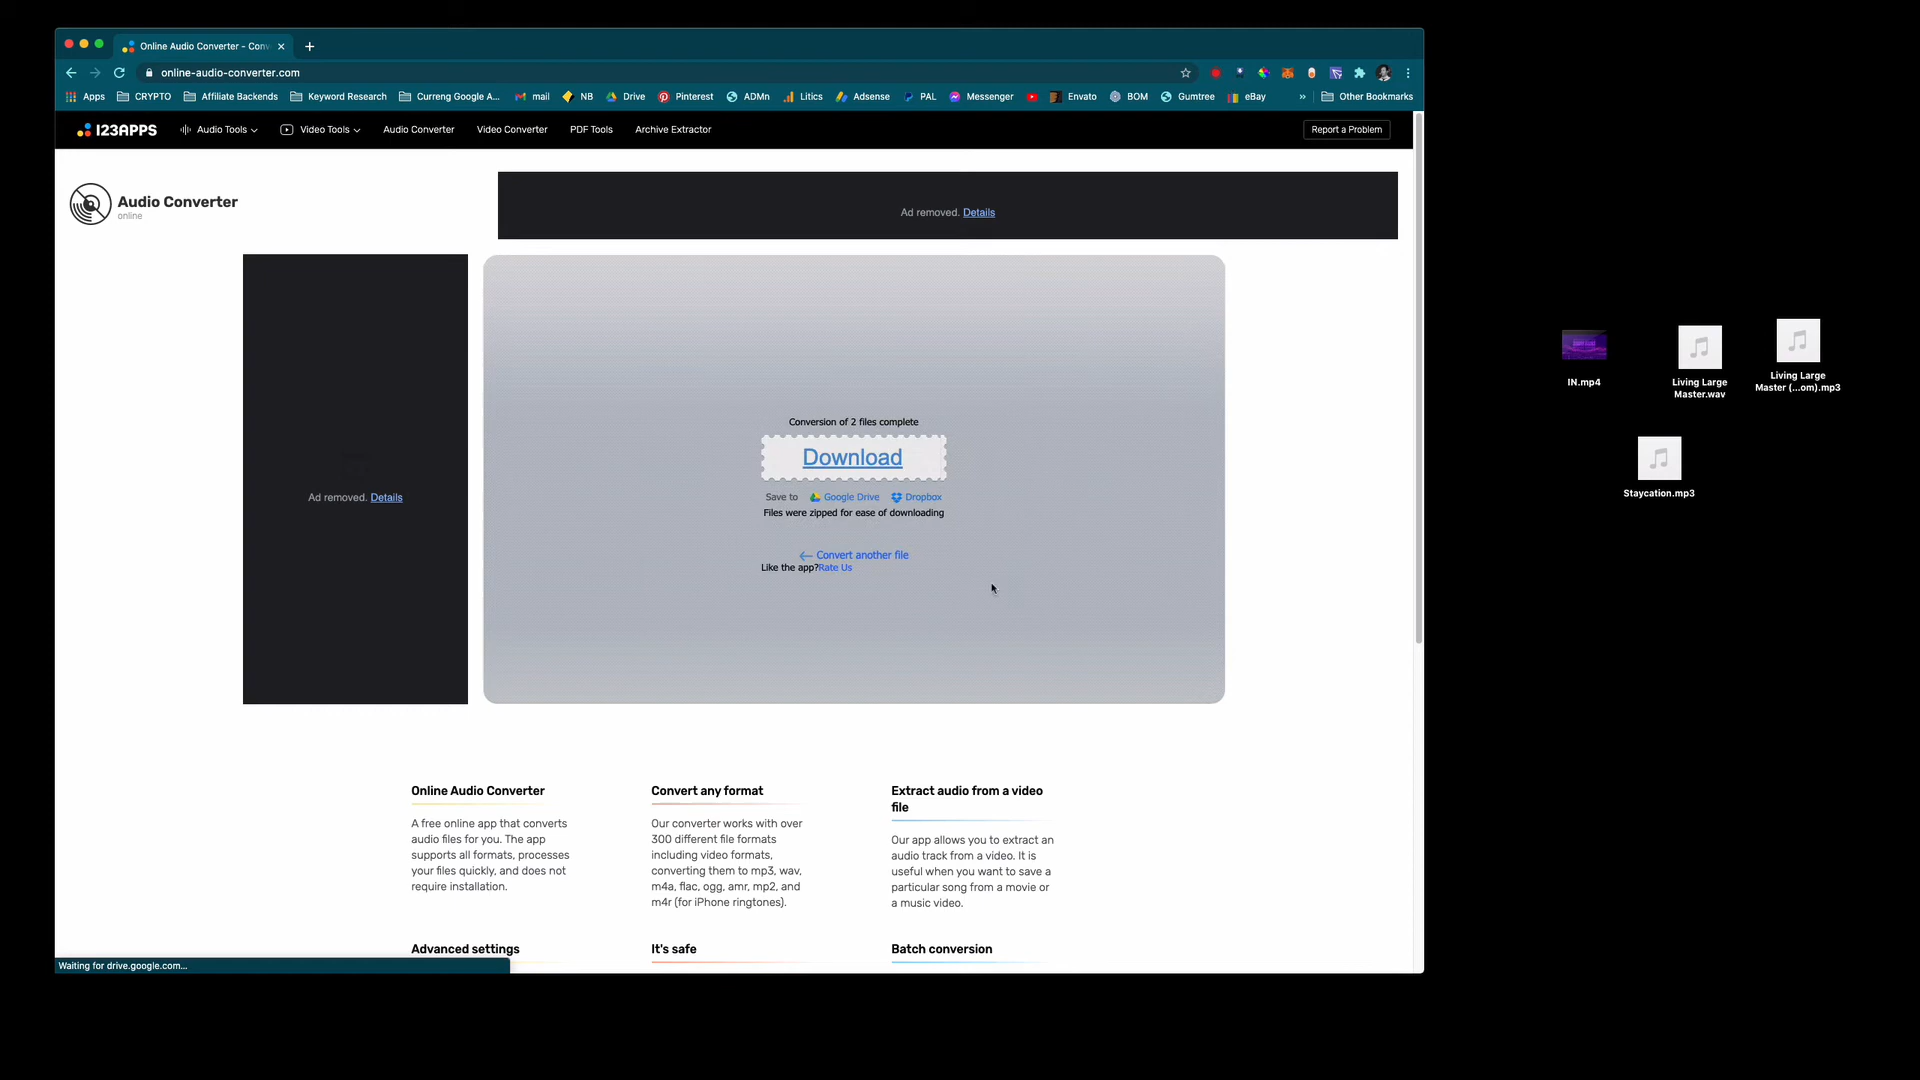 Online Audio Converter - Conv
online-audio-converter.com
Apps
CRYPTO
Affiliate Backends
Keyword Research
Curreng Google A...
mail
NB
Drive
Pinterest
ADMn
Litics
Adsense
PAL
Messenger
Envato
BOM
Gumtree
eBay
»
Other Bookmarks
123APPS
Audio Tools
Video Tools
Audio Converter
Video Converter
PDF Tools
Archive Extractor
Report a Problem
Audio Converter
online
Ad removed. Details
Ad removed. Details
Conversion of 2 files complete
Download
Save to Google Drive Dropbox
Files were zipped for ease of downloading
Convert another file
Like the app?Rate Us
IN.mp4
Living Large
Master.wav
Living Large
Master (...om).mp3
Staycation.mp3
Online Audio Converter
A free online app that converts
audio files for you. The app
supports all formats, processes
your files quickly, and does not
require installation.
Convert any format
Our converter works with over
300 different file formats
including video formats,
converting them to mp3, wav,
m4a, flac, ogg, amr, mp2, and
m4r (for iPhone ringtones).
Extract audio from a video
file
Our app allows you to extract an
audio track from a video. It is
useful when you want to save a
particular song from a movie or
a music video.
Advanced settings
It's safe
Batch conversion
Waiting for drive.google.com...